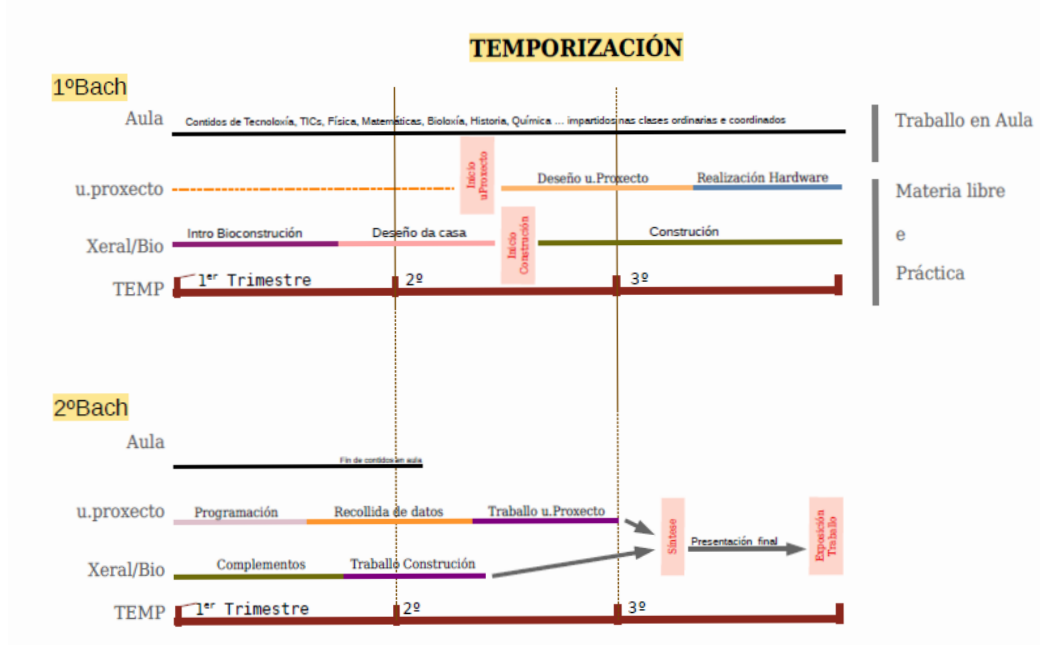 TEMPORIZACIÓN
1ºBach
Aula
Contidos de Tecnoloxía, TICs, Física, Matemáticas, Bioloxía, Historia, Química ... impartidos nas clases ordinarias e coordinados
Traballo en Aula
u.proxecto
Inicio
uProxecto
Deseño u.Proxecto
Realización Hardware
Materia libre
e
Práctica
Xeral/Bio
Intro Bioconstrución
Deseño da casa
Inicio
Construción
Construción
TEMP
1er Trimestre
2º
3º
2ºBach
Aula
Fin de contidos en aula
u.proxecto
Programación
Recollida de datos
Traballo u.Proxecto
Síntese
Presentación final
Exposición
Traballo
Xeral/Bio
Complementos
Traballo Construción
TEMP
1er Trimestre
2º
3º